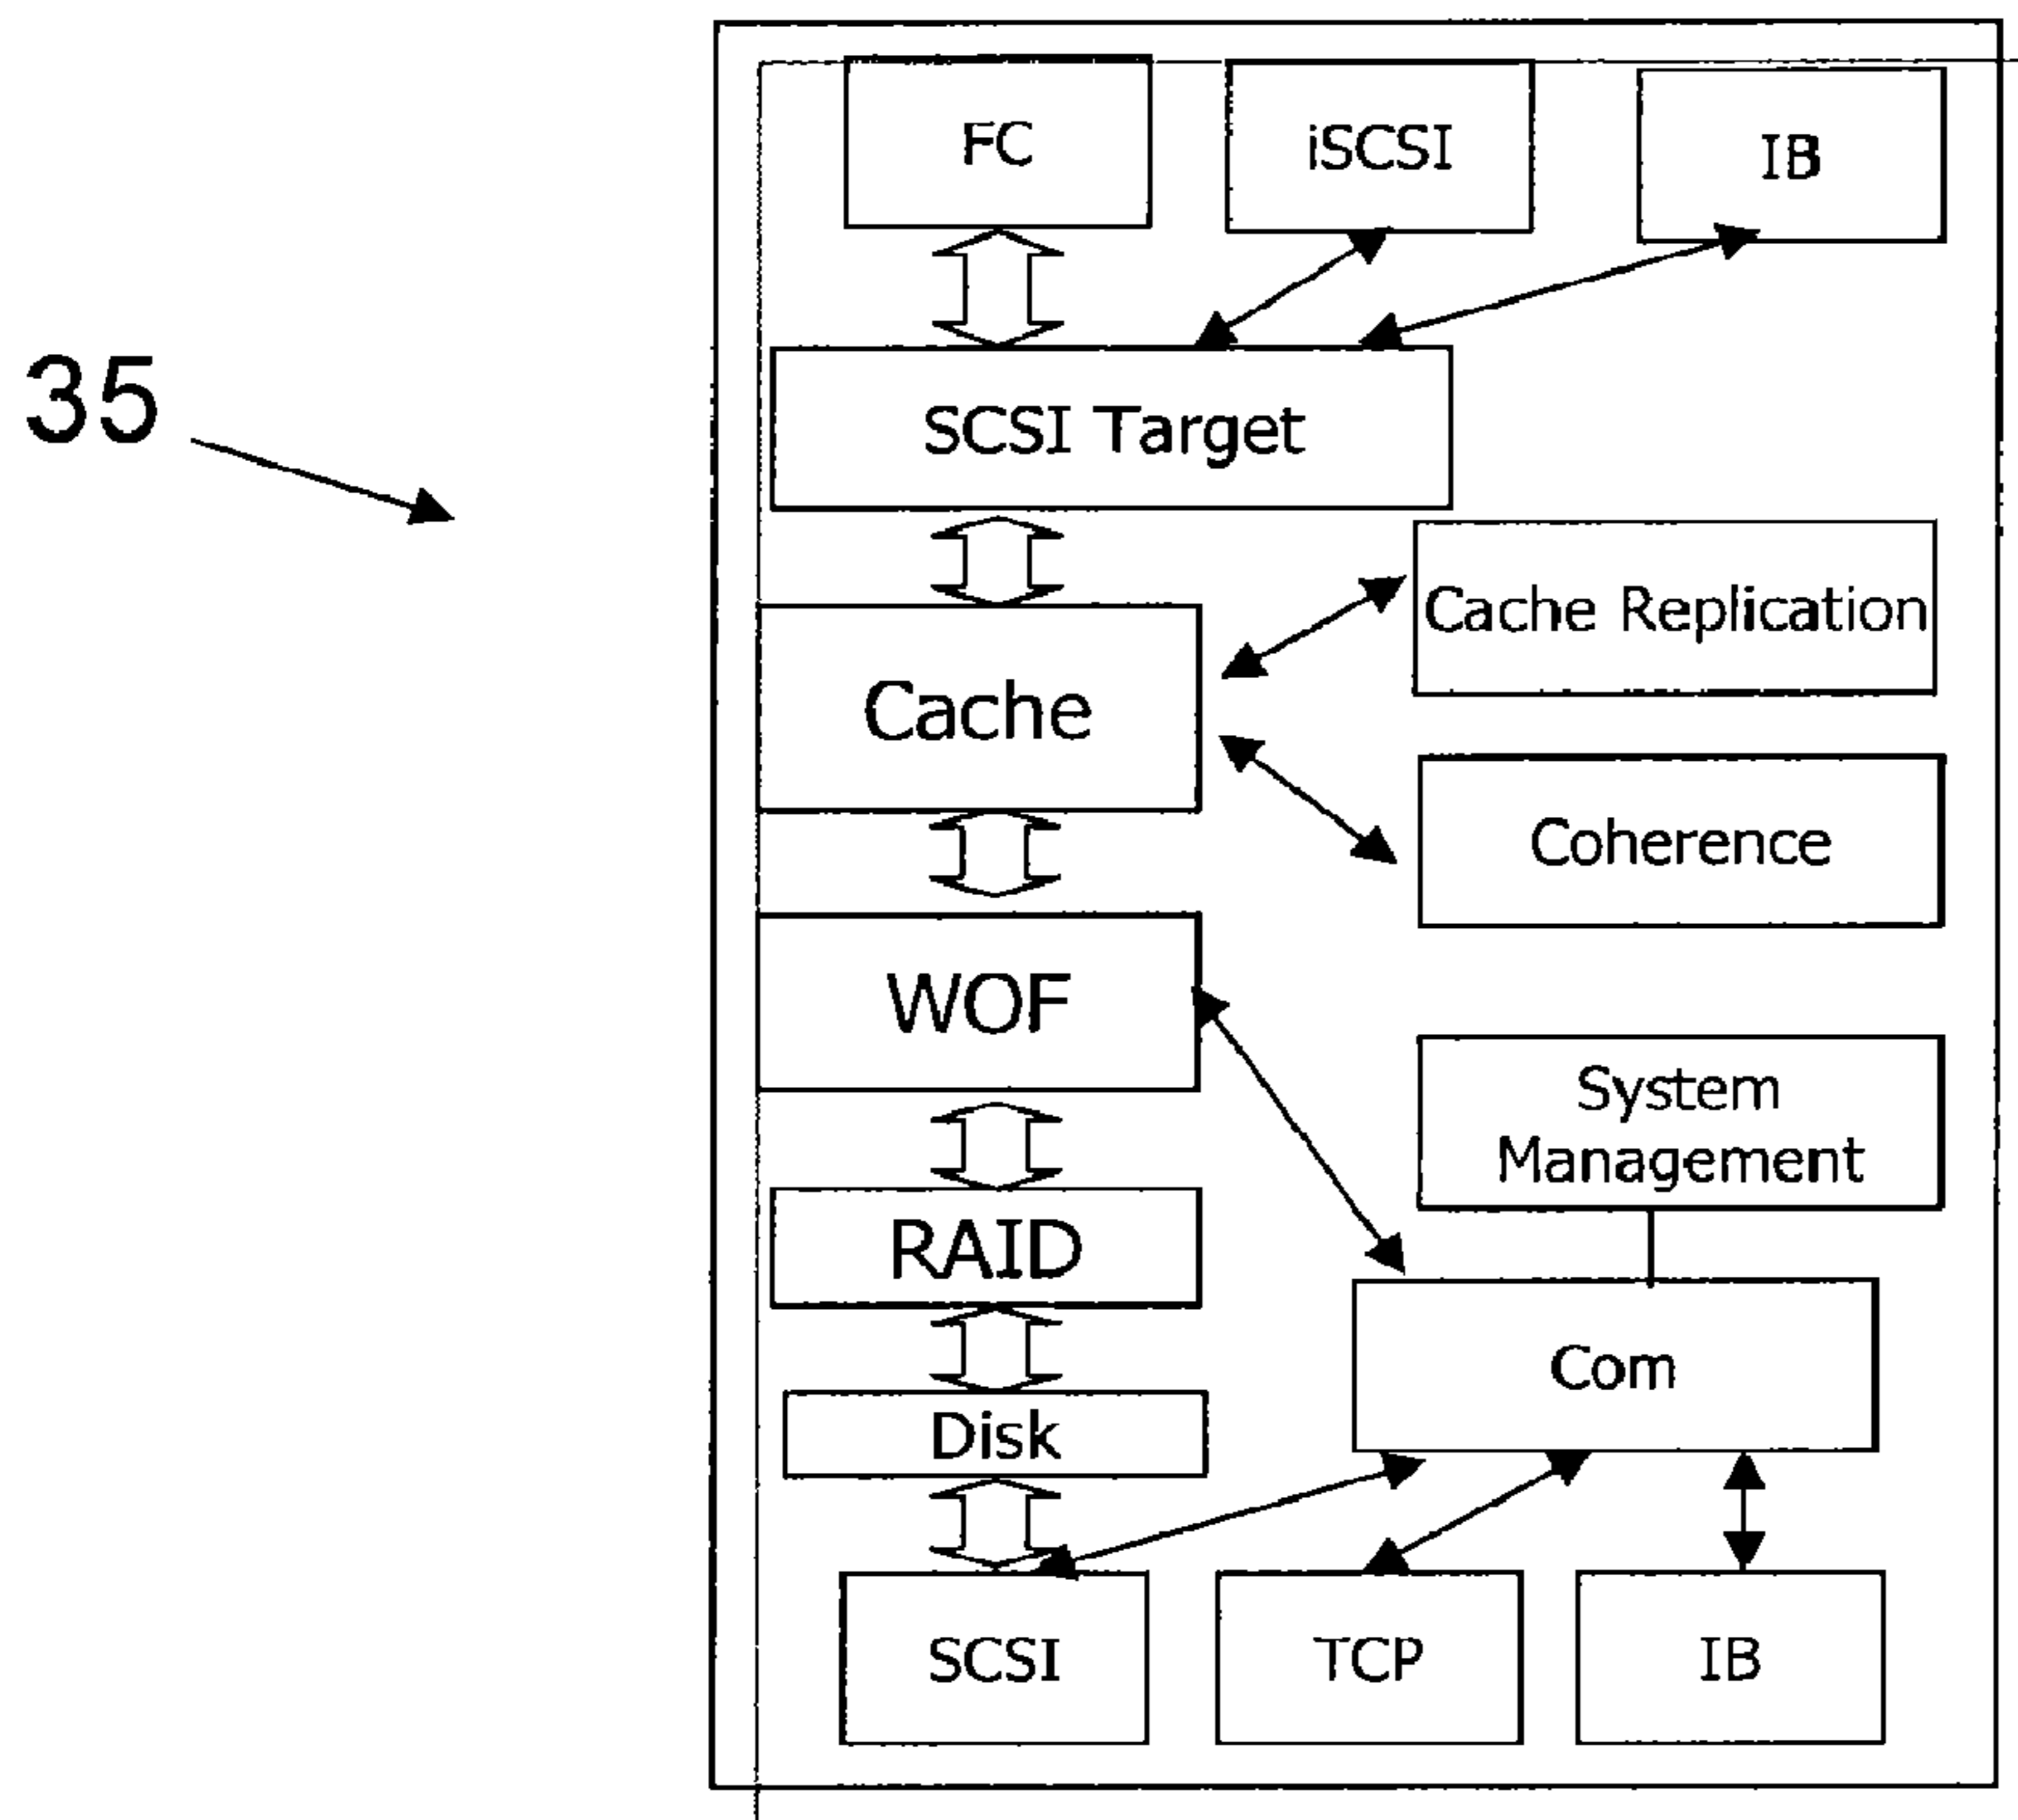 FC
iSCSI
IB
35
SCSI Target
Cache Replication
Cache
Coherence
WOF
System
Management
RAID
Com
Disk
SCSI
TCP
IB